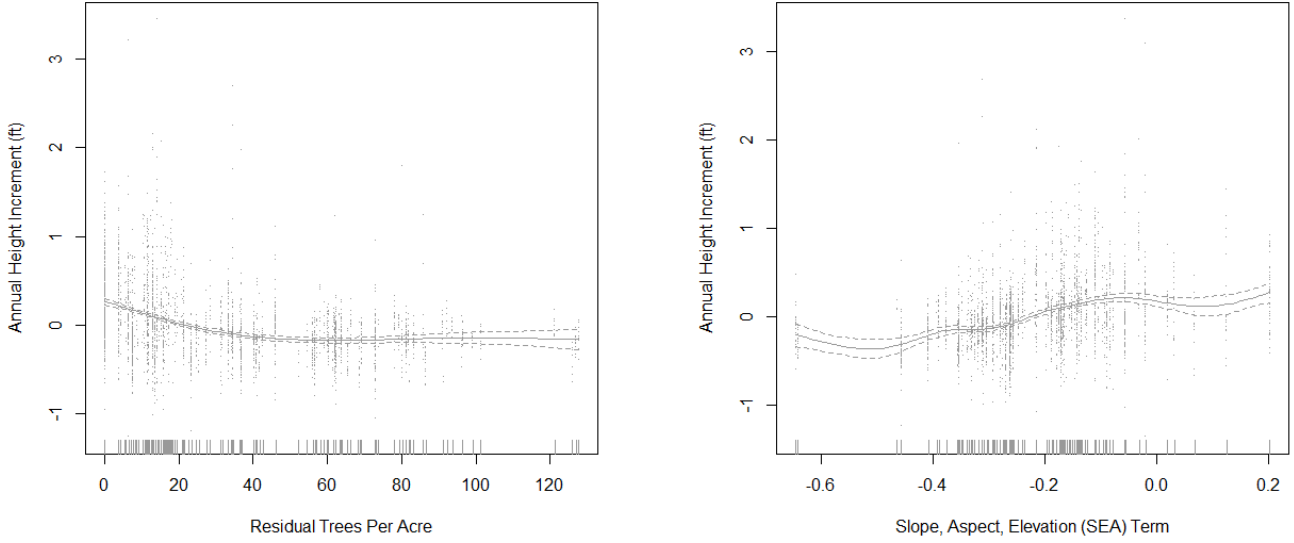 Annual Height Increment (ft)
3
2
1
0
-1
0 20 40 60 80 100 120
Residual Trees Per Acre
Annual Height Increment (ft)
3
2
1
0
-1
-0.6 -0.4 -0.2 0.0 0.2
Slope, Aspect, Elevation (SEA) Term